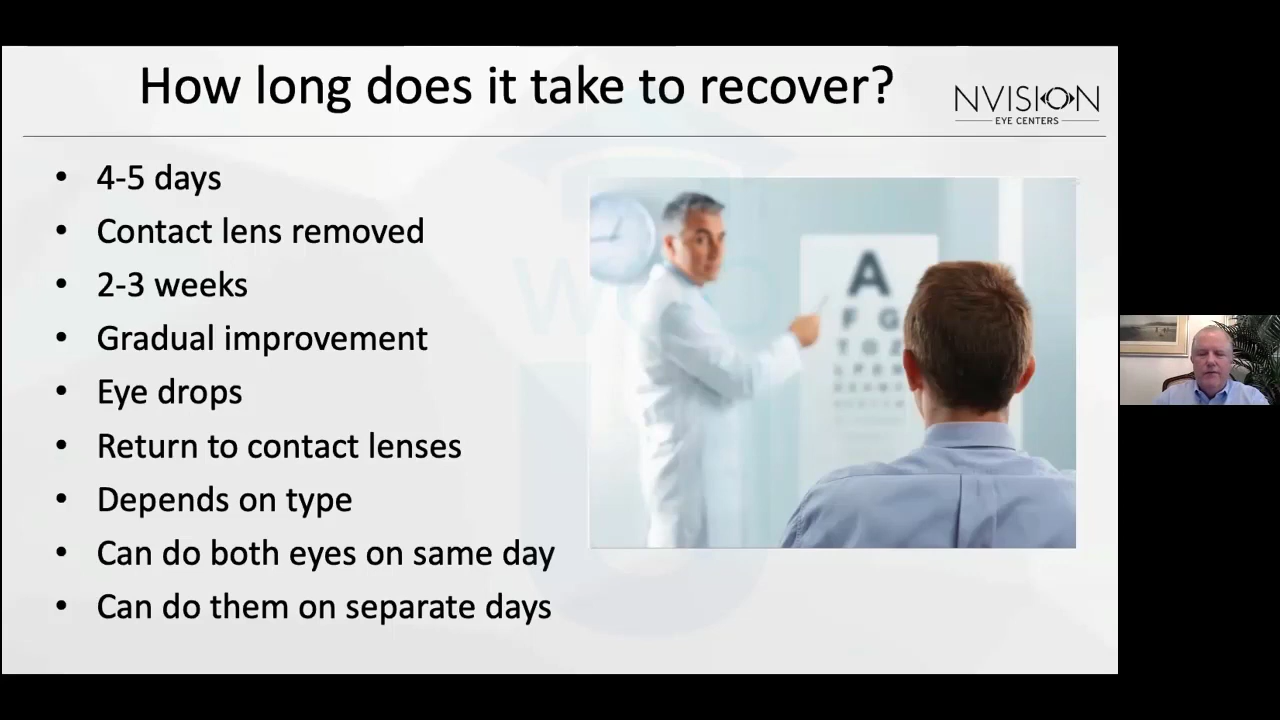 How long does it take to recover?
NVISION
EYE CENTERS
• 4-5 days
• Contact lens removed
• 2-3 weeks
• Gradual improvement
• Eye drops
• Return to contact lenses
• Depends on type
• Can do both eyes on same day
• Can do them on separate days
A
F G